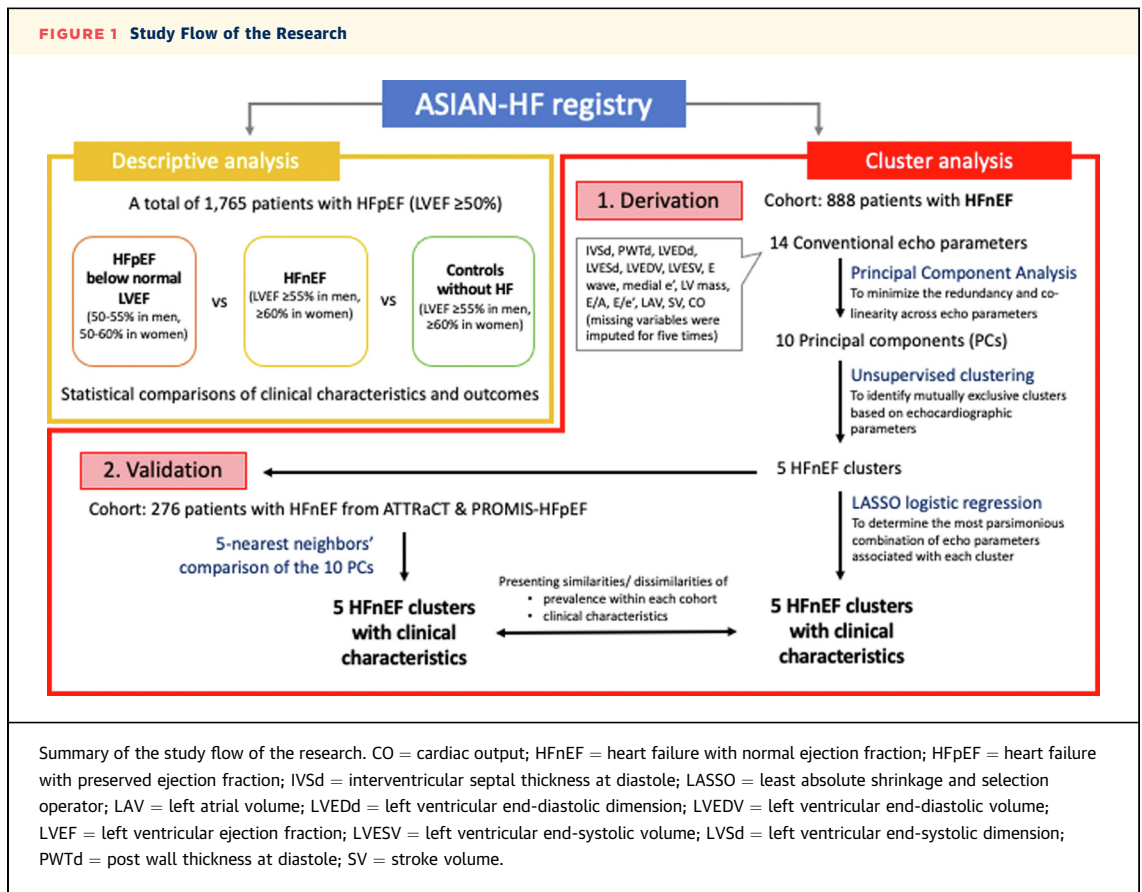 FIGURE 1 Study Flow of the Research
ASIAN-HF registry
Descriptive analysis
A total of 1,765 patients with HFpEF (LVEF ≥50%)
HFpEF
below normal
LVEF
(50-55% in men,
50-60% in women)
vs
HFnEF
(LVEF ≥55% in men,
≥60% in women)
vs
Controls
without HF
(LVEF ≥55% in men,
≥60% in women)
Statistical comparisons of clinical characteristics and outcomes
Cluster analysis
1. Derivation
Cohort: 888 patients with HFnEF
14 Conventional echo parameters
IVSd, PWTd, LVEDd,
LVESd, LVEDV, LVESV, E
wave, medial e’, LV mass,
E/A, E/e’, LAV, SV, CO
(missing variables were
imputed for five times)
Principal Component Analysis
To minimize the redundancy and co-
linearity across echo parameters
10 Principal components (PCs)
Unsupervised clustering
To identify mutually exclusive clusters
based on echocardiographic
parameters
5 HFnEF clusters
LASSO logistic regression
To determine the most parsimonious
combination of echo parameters
associated with each cluster
5 HFnEF clusters
with clinical
characteristics
2. Validation
Cohort: 276 patients with HFnEF from ATTRaCT & PROMIS-HFpEF
5-nearest neighbors’
comparison of the 10 PCs
5 HFnEF clusters
with clinical
characteristics
Presenting similarities/ dissimilarities of
• prevalence within each cohort
• clinical characteristics
Summary of the study flow of the research. CO = cardiac output; HFnEF = heart failure with normal ejection fraction; HFpEF = heart failure
with preserved ejection fraction; IVSd = interventricular septal thickness at diastole; LASSO = least absolute shrinkage and selection
operator; LAV = left atrial volume; LVEDd = left ventricular end-diastolic dimension; LVEDV = left ventricular end-diastolic volume;
LVEF = left ventricular ejection fraction; LVESV = left ventricular end-systolic volume; LVSd = left ventricular end-systolic dimension;
PWTd = post wall thickness at diastole; SV = stroke volume.